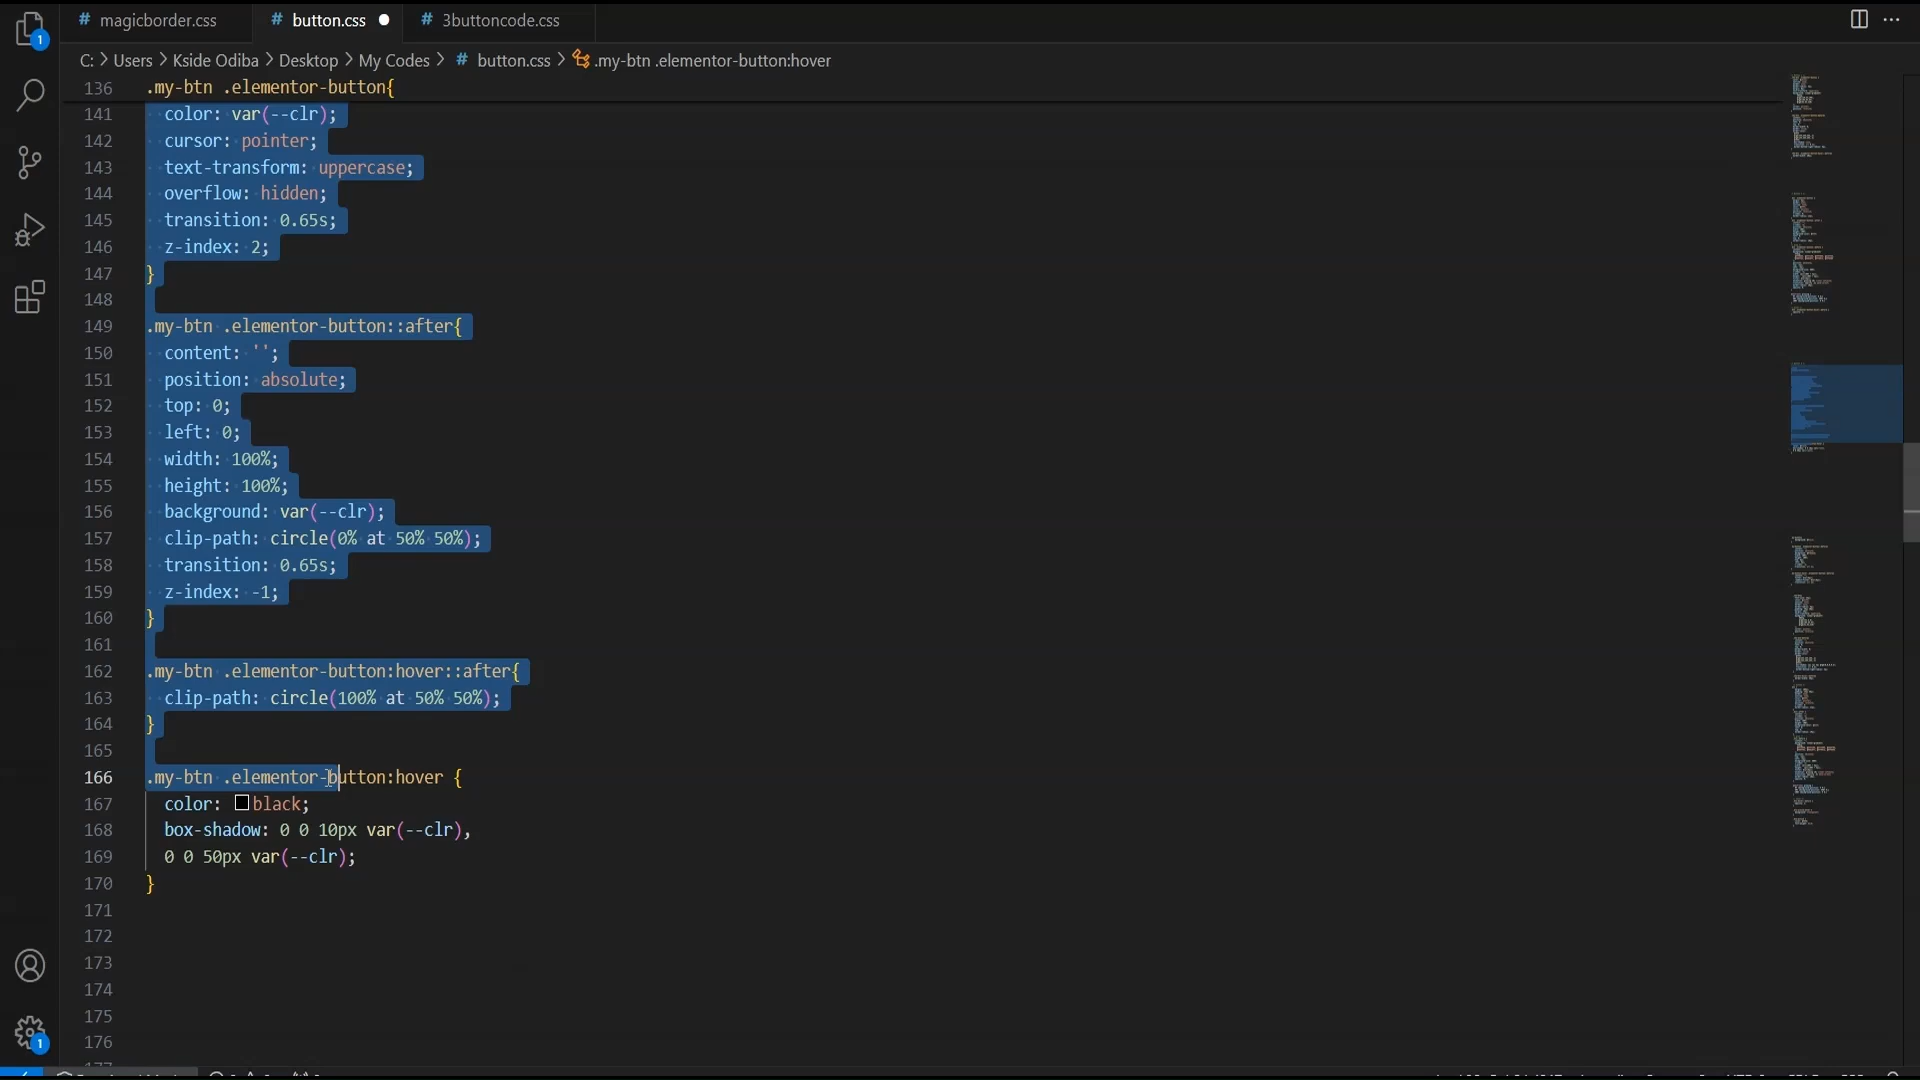 magicborder.css
button.css
3buttoncode.css
C: Users Kside Odiba Desktop My Codes button.css .my-btn .elementor-button:hover
136 .my-btn .elementor-button{
141 color: var(--clr);
142 cursor: pointer;
143 text-transform: uppercase;
144 overflow: hidden;
145 transition: 0.65s;
146 z-index: 2;
147 }
148
149 .my-btn .elementor-button::after{
150 content: '';
151 position: absolute;
152 top: 0;
153 left: 0;
154 width: 100%;
155 height: 100%;
156 background: var(--clr);
157 clip-path: circle(0% at 50% 50%);
158 transition: 0.65s;
159 z-index: -1;
160 }
161
162 .my-btn .elementor-button:hover::after{
163 clip-path: circle(100% at 50% 50%);
164 }
165
166 .my-btn .elementor-button:hover {
167 color: black;
168 box-shadow: 0 0 10px var(--clr),
169 0 0 50px var(--clr);
170 }
171
172
173
174
175
176
1
1